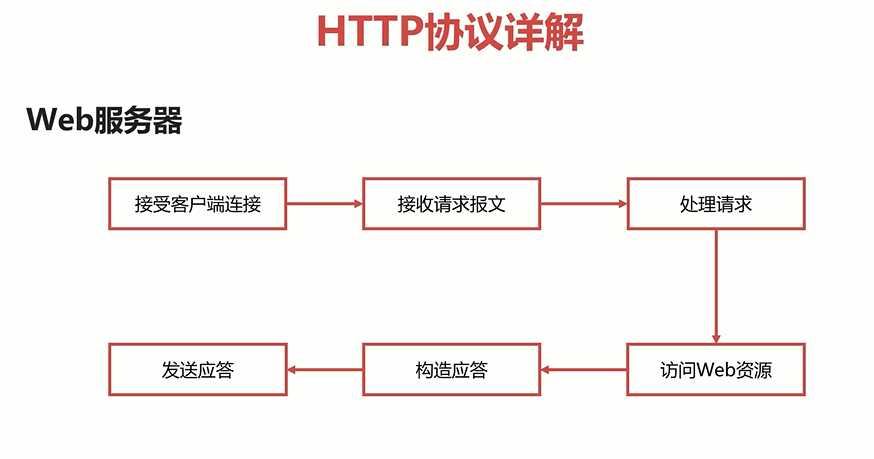 HTTP协议详解
Web服务器
接受客户端连接
接收请求报文
处理请求
访问Web资源
构造应答
发送应答